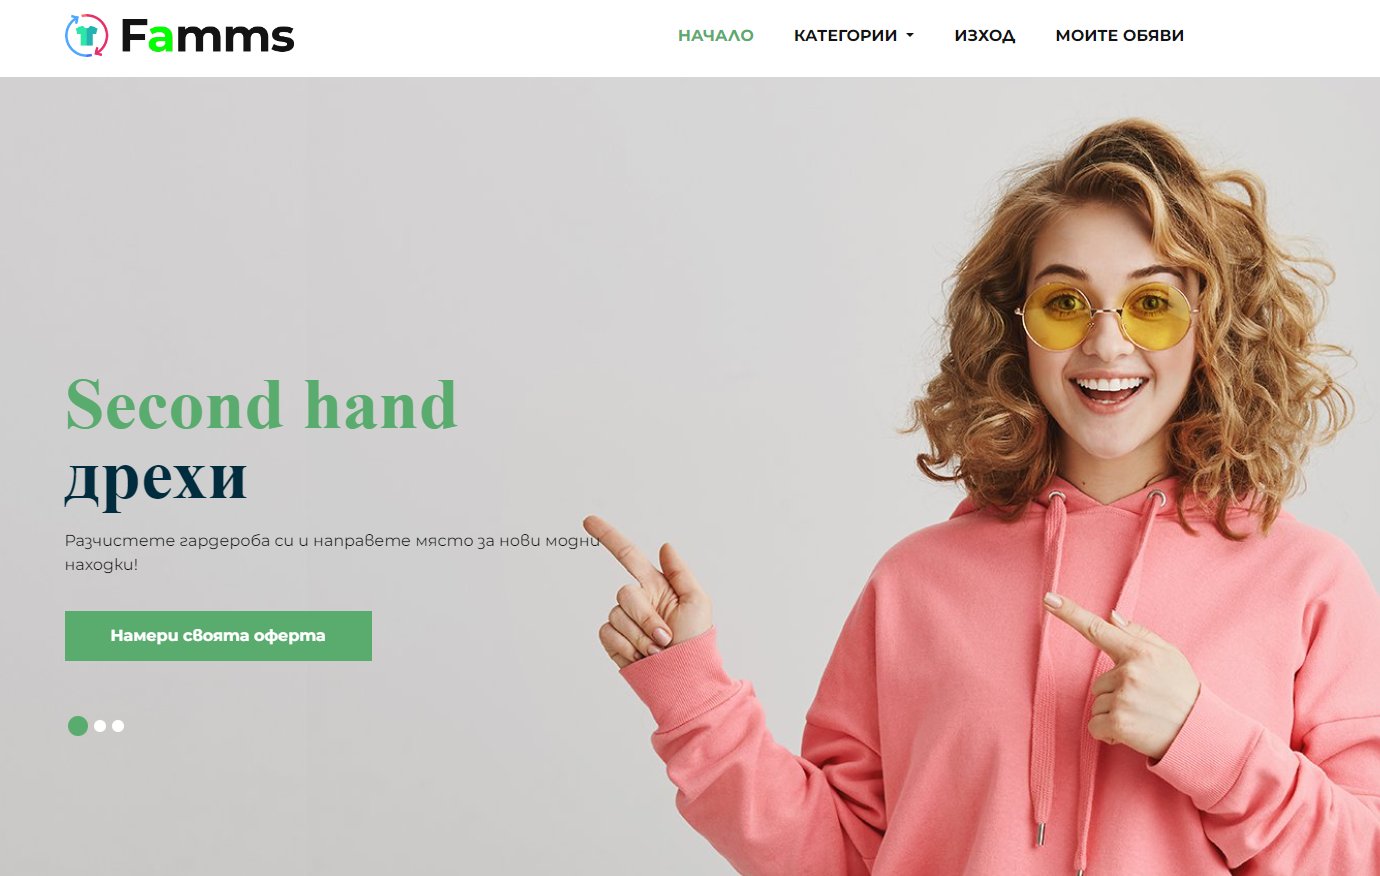 Famms
НАЧАЛО
КАТЕГОРИИ
ИЗХОД
МОИТЕ ОБЯВИ
Second hand
дрехи
Разчистете гардероба си и направете място за нови модни
находки!
Намери своята оферта